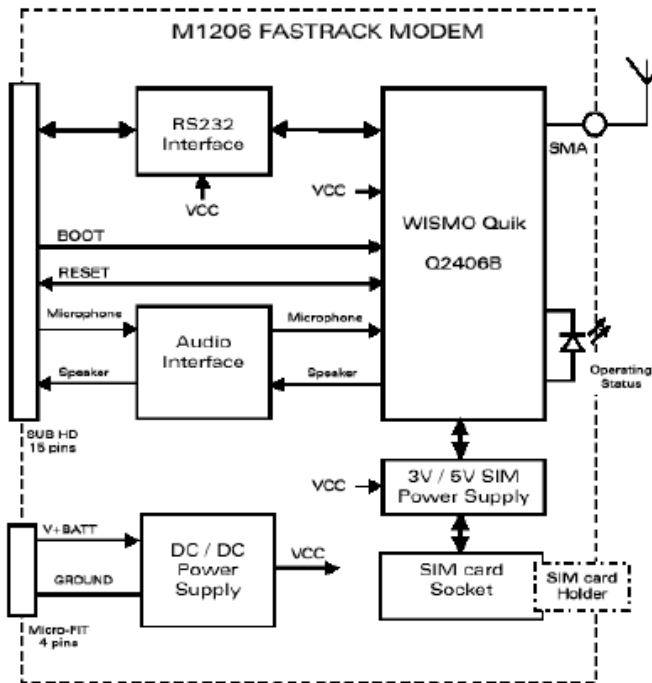 M1206 FASTRACK MODEM
RS232
Interface
SMA
VCC
VCC
WISMO Quik
Q2406B
BOOT
RESET
Microphone
Microphone
Audio
Interface
Speaker
Speaker
Operating
Status
SUB HD
15 pins
VCC
3V / 5V SIM
Power Supply
V+BATT
DC / DC
Power
Supply
VCC
GROUND
SIM card
Socket
SIM card
Holder
Micro-FIT
4 pins